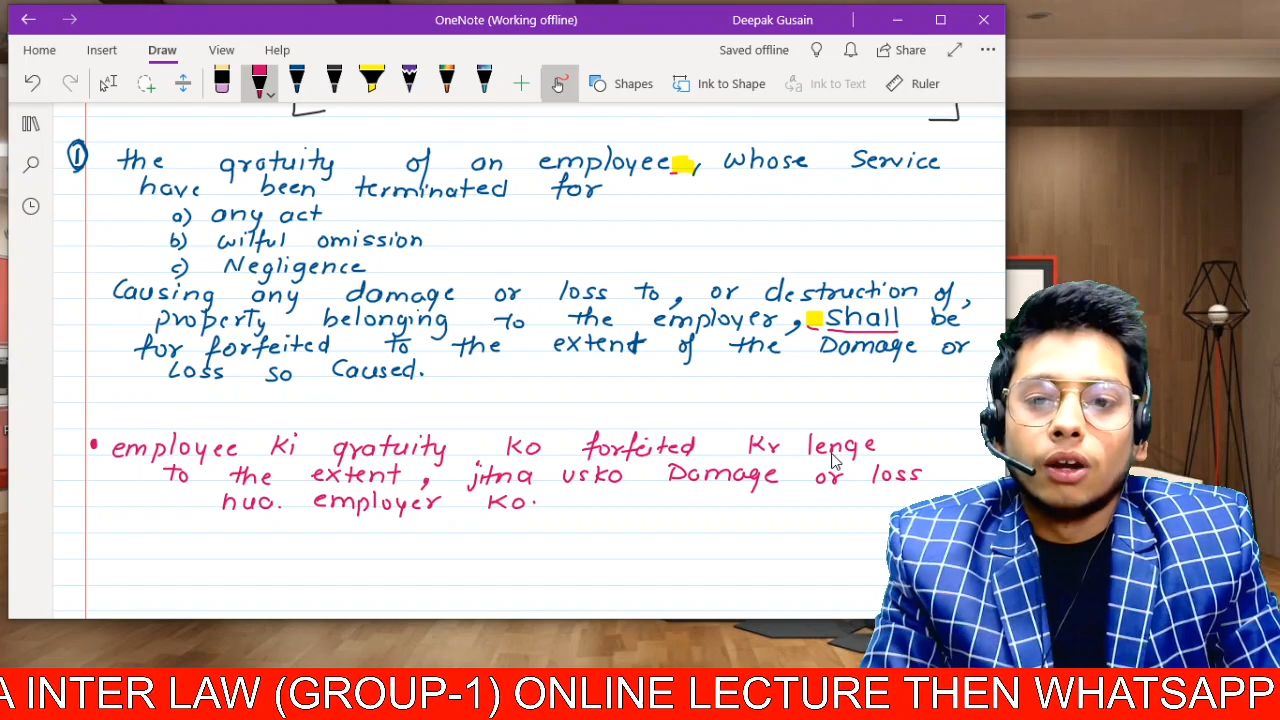 OneNote (Working offline)
Deepak Gusain
Home Insert Draw View Help
Saved offline
Share
Shapes Ink to Shape Ink to Text Ruler
1 the gratuity of an employee, whose Service
have been terminated for
a) any act
b) wilful omission
c) Negligence
Causing any damage or loss to, or destruction of,
property belonging to the employer, Shall be
for forfeited to the extent of the Damage or
Loss so Caused.
• employee Ki gratuity Ko forfeited Kr lenge
to the extent, jitna usko Damage or loss
hua. employer Ko.
A INTER LAW (GROUP-1) ONLINE LECTURE THEN WHATSAPP